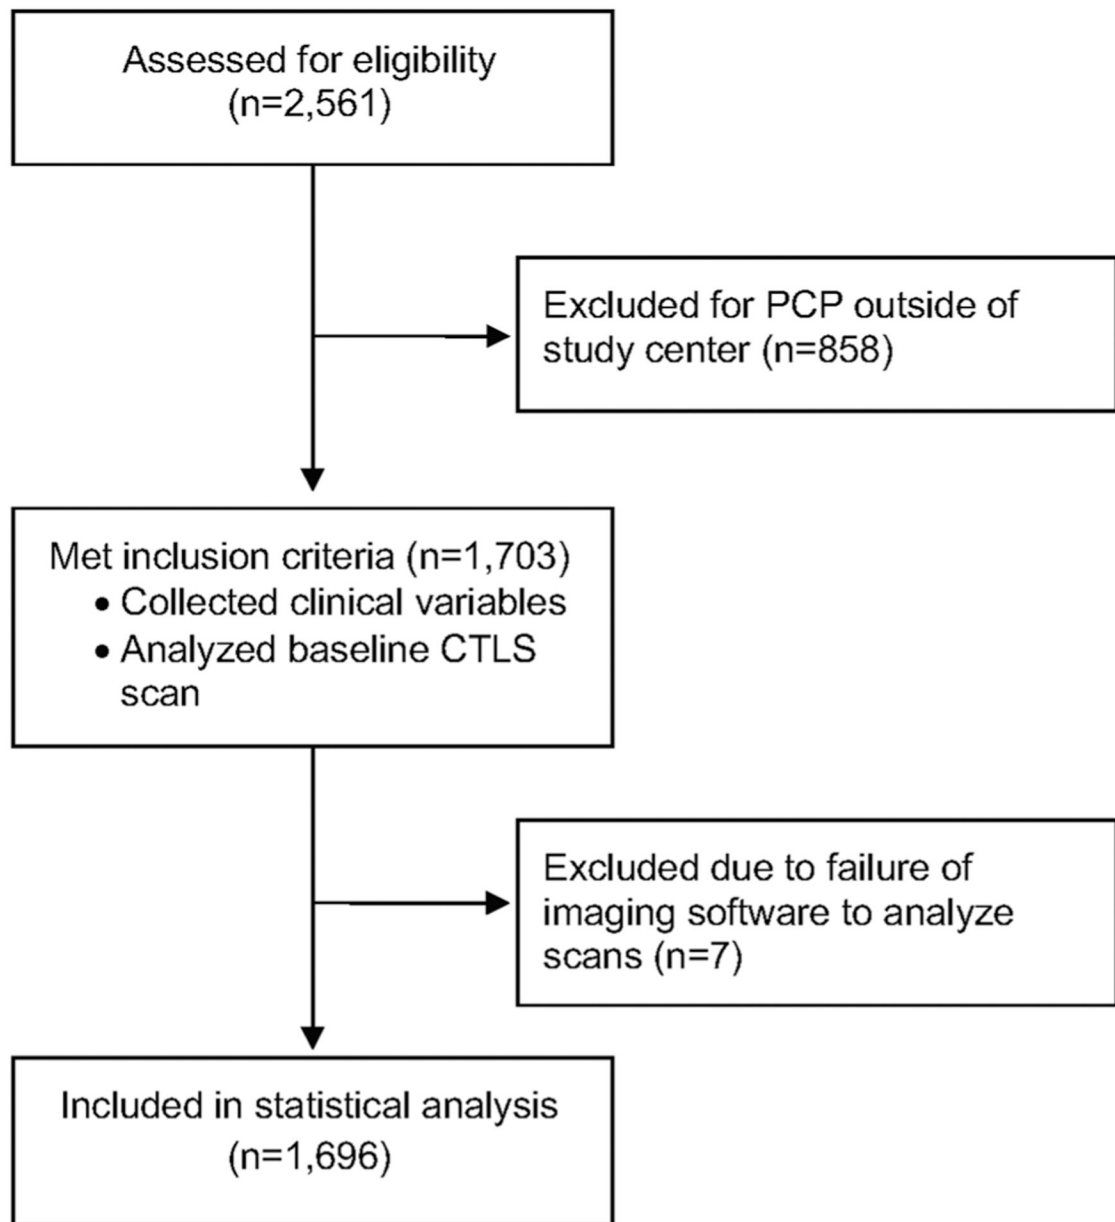 Assessed for eligibility
(n=2,561)
Excluded for PCP outside of
study center (n=858)
Met inclusion criteria (n=1,703)
• Collected clinical variables
• Analyzed baseline CTLS
scan
Excluded due to failure of
imaging software to analyze
scans (n=7)
Included in statistical analysis
(n=1,696)